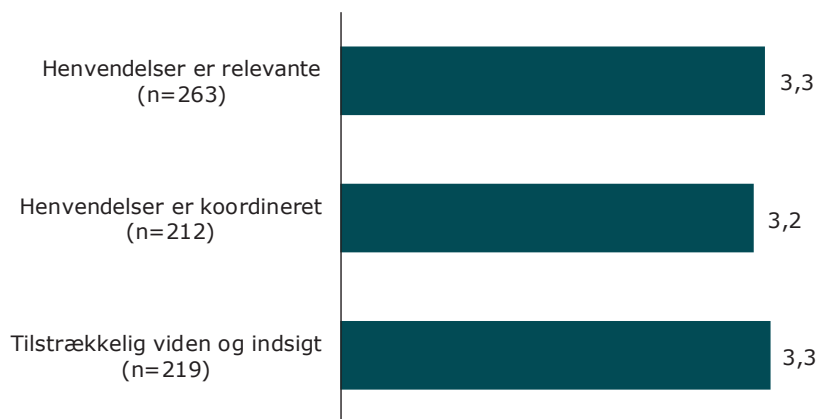 Henvendelser er relevante
(n=263)
3,3
Henvendelser er koordineret
(n=212)
3,2
Tilstrækkelig viden og indsigt
(n=219)
3,3